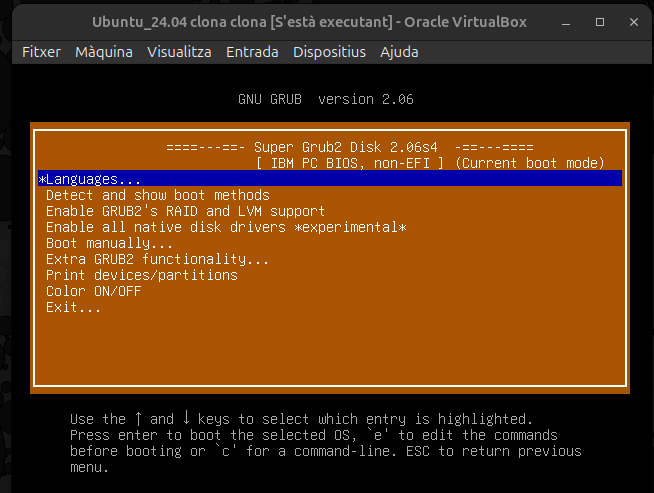 Ubuntu_24.04 clona clona [S'està executant] - Oracle VirtualBox
Fitxer Màquina Visualitza Entrada Dispositius Ajuda
GNU GRUB version 2.06
====---==- Super Grub2 Disk 2.06s4 -==---====
[ IBM PC BIOS, non-EFI ] (Current boot mode)
*Languages...
Detect and show boot methods
Enable GRUB2's RAID and LVM support
Enable all native disk drivers *experimental*
Boot manually...
Extra GRUB2 functionality...
Print devices/partitions
Color ON/OFF
Exit...
Use the ↑ and ↓ keys to select which entry is highlighted.
Press enter to boot the selected OS, `e' to edit the commands
before booting or `c' for a command-line. ESC to return previous
menu.